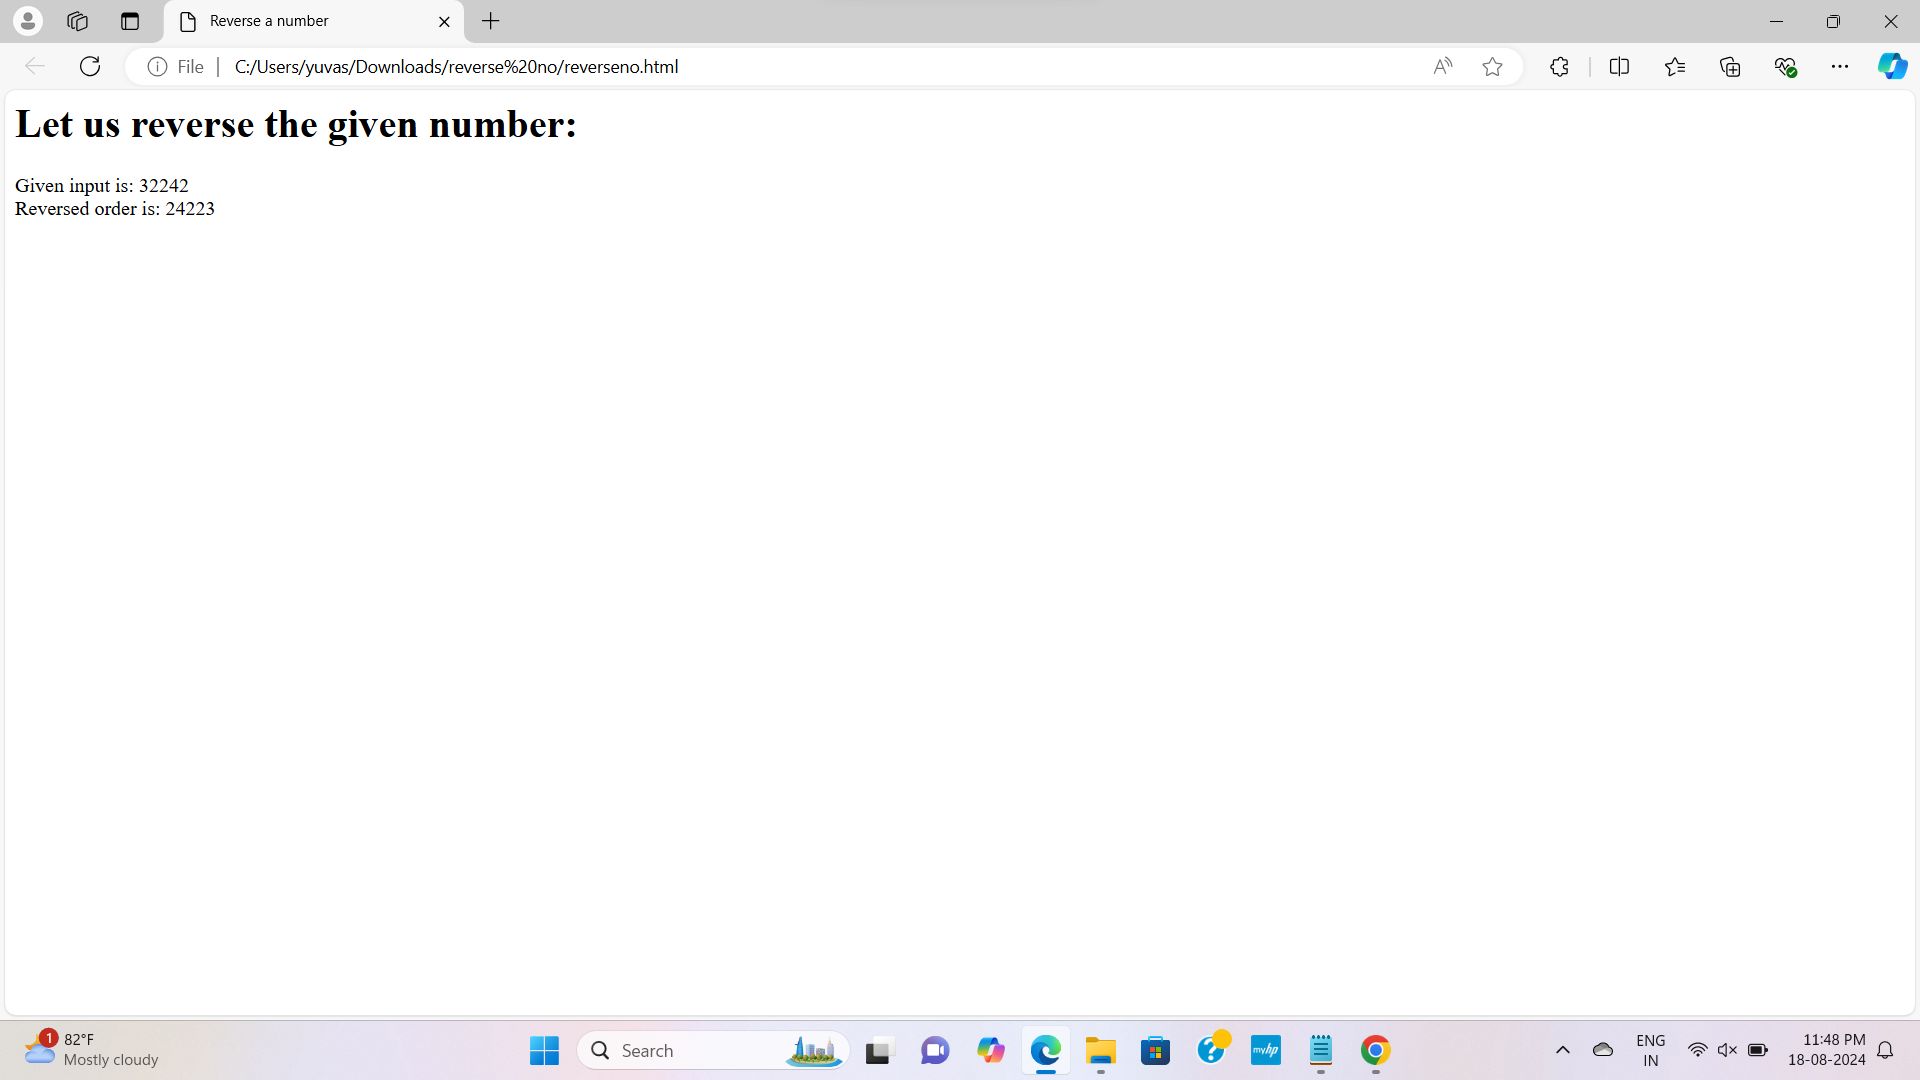 Reverse a number
File
C:/Users/yuvas/Downloads/reverse%20no/reverseno.html
Let us reverse the given number:
Given input is: 32242
Reversed order is: 24223
1
82°F
Mostly cloudy
Search
myhp
ENG
IN
11:48 PM
18-08-2024